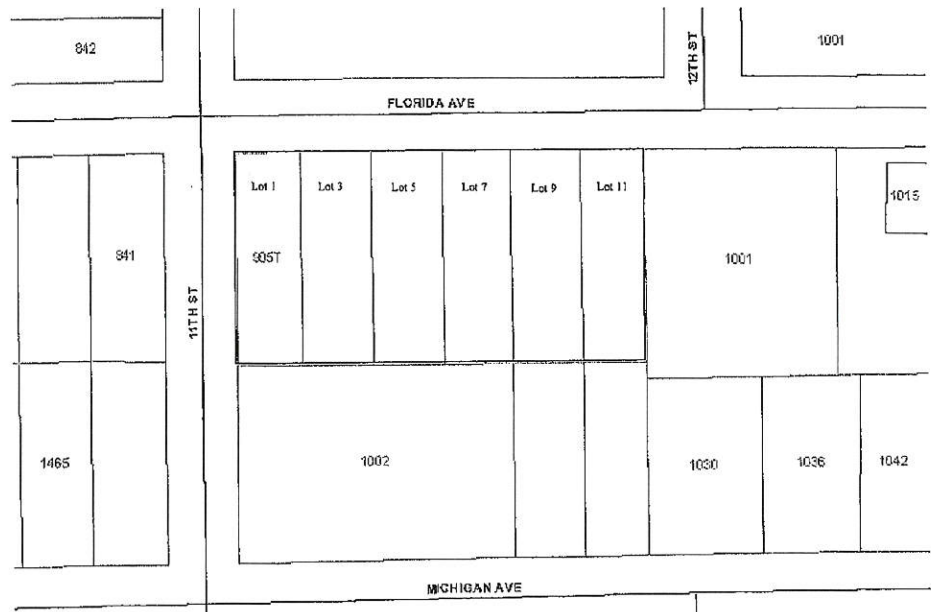 842
1001
12TH ST
FLORIDA AVE
Lot 1
Lot 3
Lot 5
Lot 7
Lot 9
Lot 11
1015
841
905T
1001
11TH ST
1465
1002
1030
1036
1042
MICHIGAN AVE